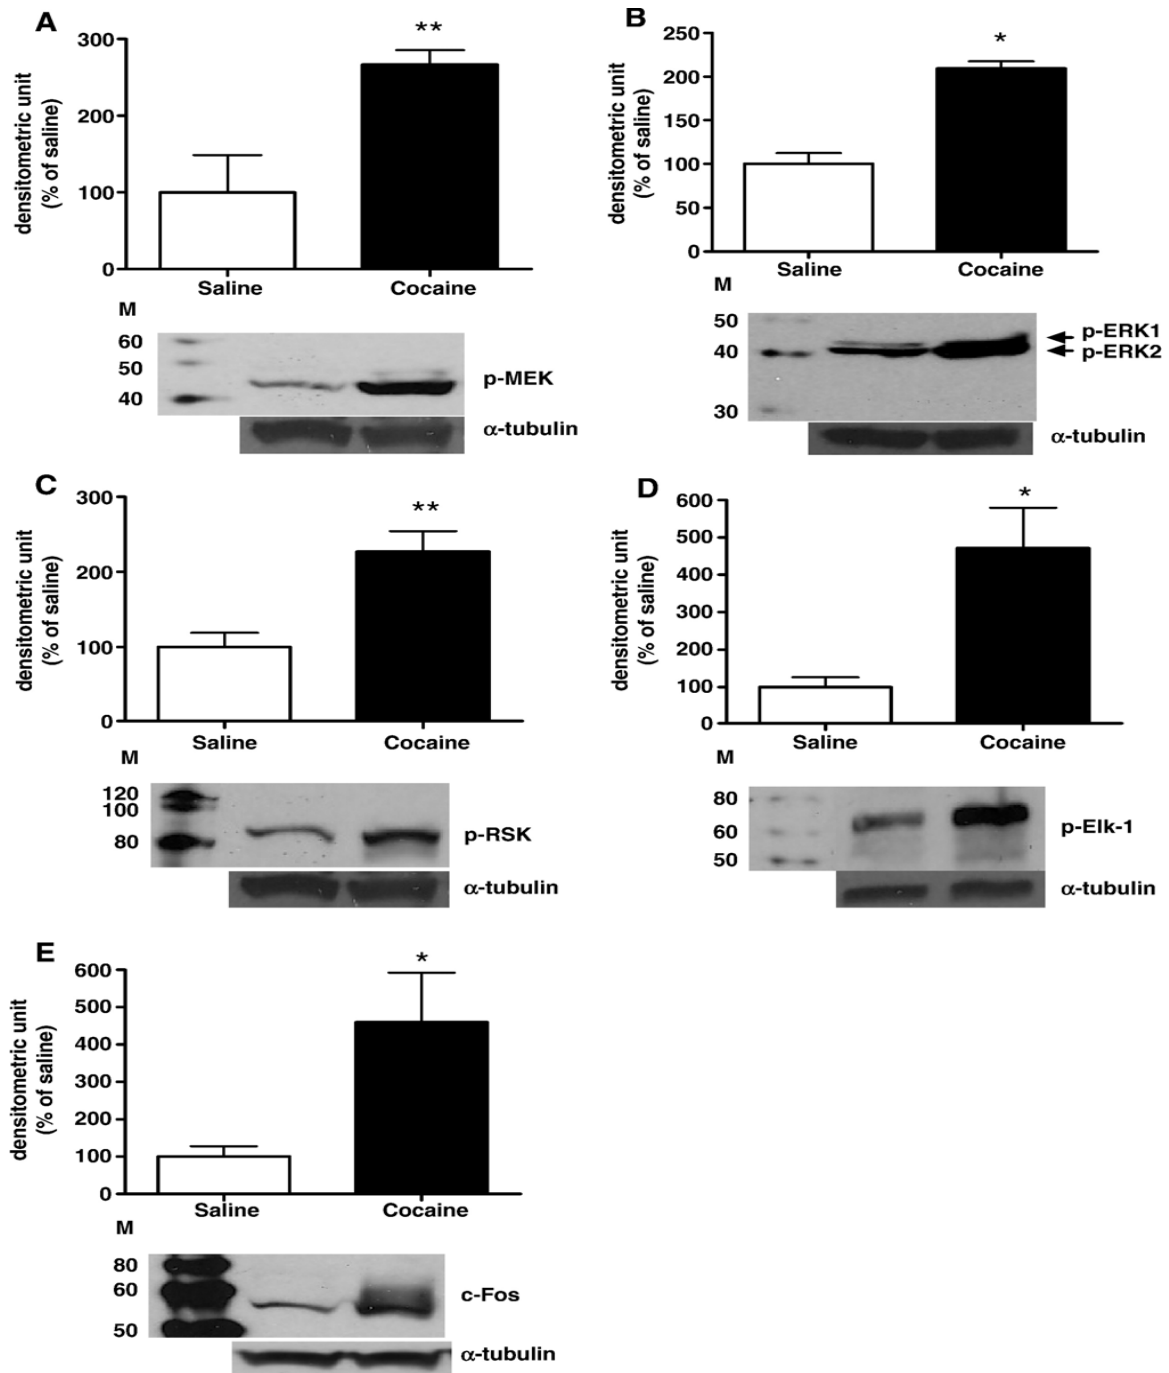 A
**
300
200
100
0
densitometric unit
(% of saline)
Saline
Cocaine
M
60
50
40
p-MEK
α-tubulin
B
*
250
200
150
100
50
0
densitometric unit
(% of saline)
Saline
Cocaine
M
50
40
30
p-ERK1
p-ERK2
α-tubulin
C
**
300
200
100
0
densitometric unit
(% of saline)
Saline
Cocaine
M
120
100
80
p-RSK
α-tubulin
D
*
600
500
400
300
200
100
0
densitometric unit
(% of saline)
Saline
Cocaine
M
80
60
50
p-Elk-1
α-tubulin
E
*
600
500
400
300
200
100
0
densitometric unit
(% of saline)
Saline
Cocaine
M
80
60
50
c-Fos
α-tubulin